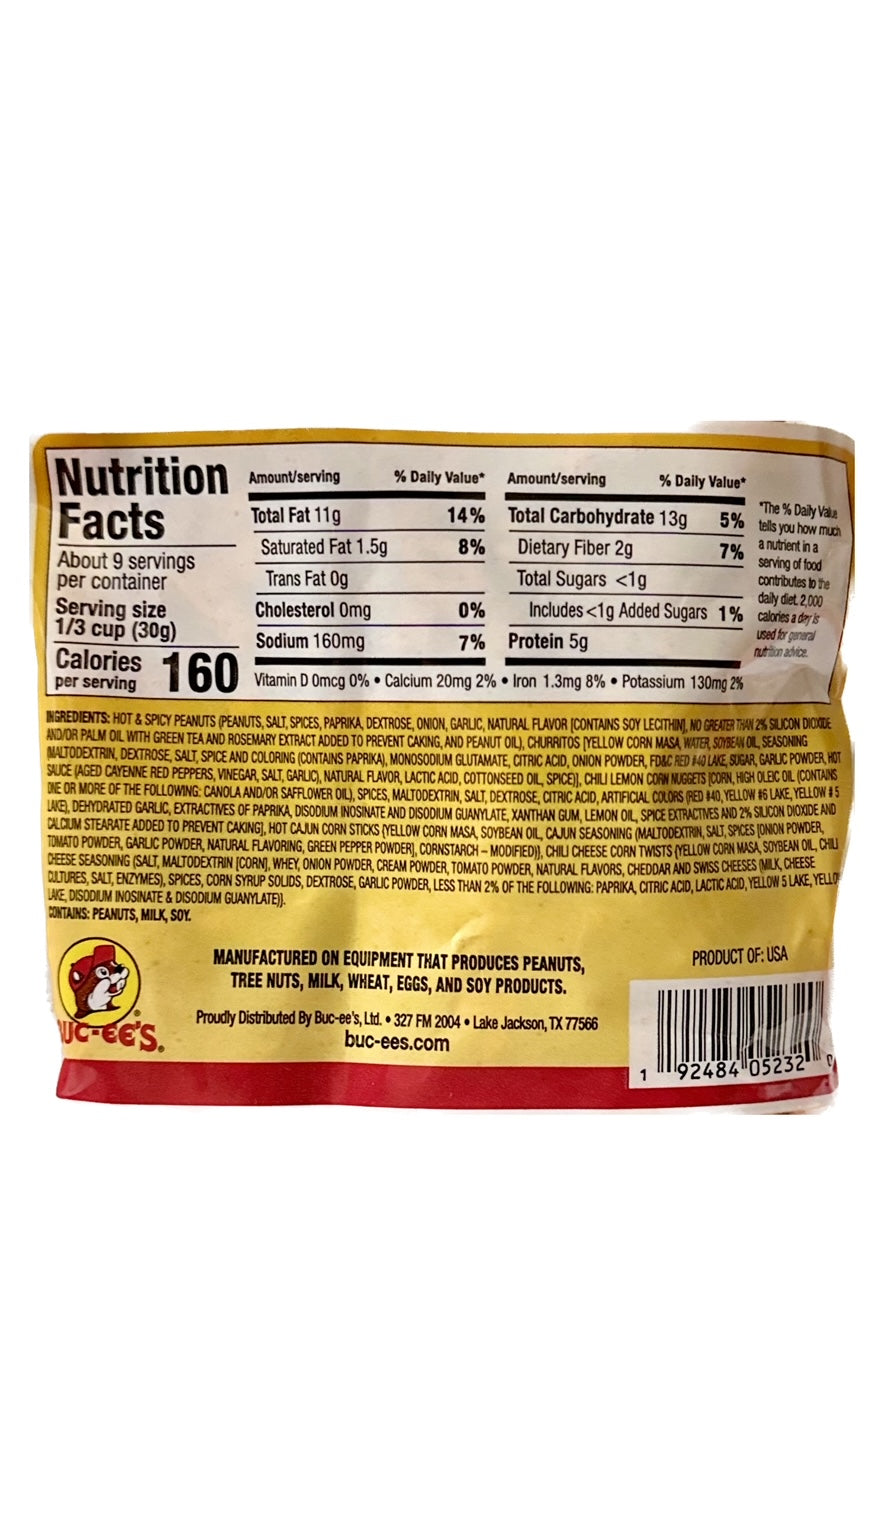 Nutrition
Facts
About 9 servings
per container
Serving size
1/3 cup (30g)
Calories
per serving
160
Amount/serving % Daily Value*
Total Fat 11g 14%
Saturated Fat 1.5g 8%
Trans Fat 0g
Cholesterol 0mg 0%
Sodium 160mg 7%
Amount/serving % Daily Value*
Total Carbohydrate 13g 5%
Dietary Fiber 2g 7%
Total Sugars <1g
Includes <1g Added Sugars 1%
Protein 5g
Vitamin D 0mcg 0% • Calcium 20mg 2% • Iron 1.3mg 8% • Potassium 130mg 2%
*The % Daily Value
tells you how much
a nutrient in a
serving of food
contributes to the
daily diet. 2,000
calories a day is
used for general
nutrition advice.
INGREDIENTS: HOT & SPICY PEANUTS (PEANUTS, SALT, SPICES, PAPRIKA, DEXTROSE, ONION, GARLIC, NATURAL FLAVOR [CONTAINS SOY LECITHIN], NO GREATER THAN 2% SILICON DIOXIDE
AND/OR PALM OIL WITH GREEN TEA AND ROSEMARY EXTRACT ADDED TO PREVENT CAKING, AND PEANUT OIL), CHURRITOS [YELLOW CORN MASA, WATER, SOYBEAN OIL, SEASONING
(MALTODEXTRIN, DEXTROSE, SALT, SPICE AND COLORING (CONTAINS PAPRIKA), MONOSODIUM GLUTAMATE, CITRIC ACID, ONION POWDER, FD&C RED #40 LAKE, SUGAR, GARLIC POWDER, HOT
SAUCE (AGED CAYENNE RED PEPPERS, VINEGAR, SALT, GARLIC), NATURAL FLAVOR, LACTIC ACID, COTTONSEED OIL, SPICE)], CHILI LEMON CORN NUGGETS [CORN, HIGH OLEIC OIL (CONTAINS
ONE OR MORE OF THE FOLLOWING: CANOLA AND/OR SAFFLOWER OIL), SPICES, MALTODEXTRIN, SALT, DEXTROSE, CITRIC ACID, ARTIFICIAL COLORS (RED #40, YELLOW #6 LAKE, YELLOW # 5
LAKE), DEHYDRATED GARLIC, EXTRACTIVES OF PAPRIKA, DISODIUM INOSINATE AND DISODIUM GUANYLATE, XANTHAN GUM, LEMON OIL, SPICE EXTRACTIVES AND 2% SILICON DIOXIDE AND
CALCIUM STEARATE ADDED TO PREVENT CAKING], HOT CAJUN CORN STICKS {YELLOW CORN MASA, SOYBEAN OIL, CAJUN SEASONING (MALTODEXTRIN, SALT, SPICES [ONION POWDER,
TOMATO POWDER, GARLIC POWDER, NATURAL FLAVORING, GREEN PEPPER POWDER], CORNSTARCH – MODIFIED)}, CHILI CHEESE CORN TWISTS {YELLOW CORN MASA, SOYBEAN OIL, CHILI
CHEESE SEASONING (SALT, MALTODEXTRIN [CORN], WHEY, ONION POWDER, CREAM POWDER, TOMATO POWDER, NATURAL FLAVORS, CHEDDAR AND SWISS CHEESES (MILK, CHEESE
CULTURES, SALT, ENZYMES), SPICES, CORN SYRUP SOLIDS, DEXTROSE, GARLIC POWDER, LESS THAN 2% OF THE FOLLOWING: PAPRIKA, CITRIC ACID, LACTIC ACID, YELLOW 5 LAKE, YELLO
LAKE, DISODIUM INOSINATE & DISODIUM GUANYLATE)}.
CONTAINS: PEANUTS, MILK, SOY.
MANUFACTURED ON EQUIPMENT THAT PRODUCES PEANUTS,
TREE NUTS, MILK, WHEAT, EGGS, AND SOY PRODUCTS.
Proudly Distributed By Buc-ee's, Ltd. • 327 FM 2004 • Lake Jackson, TX 77566
buc-ees.com
BUC-EE'S®
PRODUCT OF: USA
1 92484 05232 0